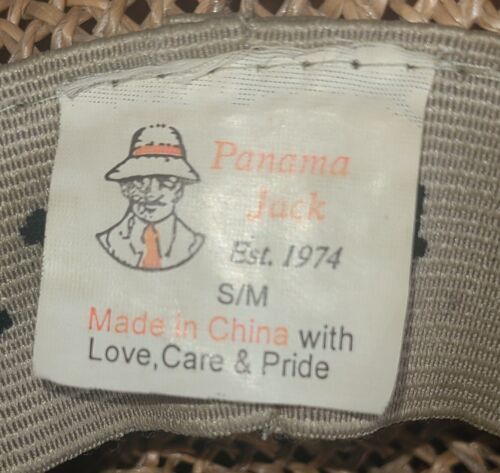 Panama
Jack
Est. 1974
S/M
Made in China with
Love,Care & Pride